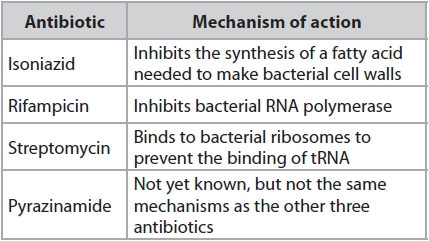 Antibiotic
Mechanism of action
Isoniazid
Inhibits the synthesis of a fatty acid
needed to make bacterial cell walls
Rifampicin
Inhibits bacterial RNA polymerase
Streptomycin
Binds to bacterial ribosomes to
prevent the binding of tRNA
Pyrazinamide
Not yet known, but not the same
mechanisms as the other three
antibiotics